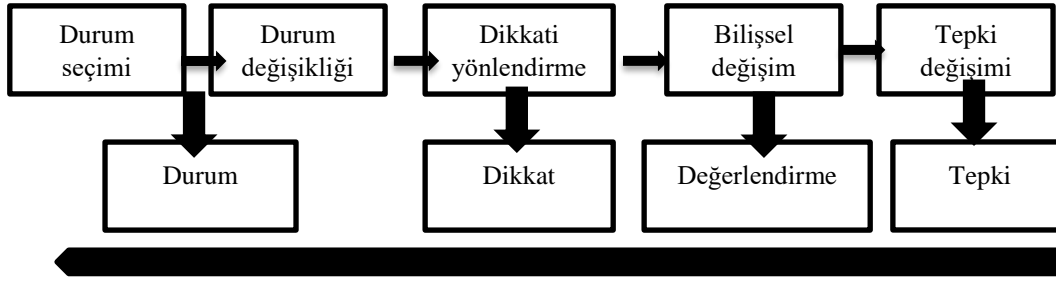 Durum
seçimi
Durum
değişikliği
Dikkati
yönlendirme
Bilişsel
değişim
Tepki
değişimi
Durum
Dikkat
Değerlendirme
Tepki